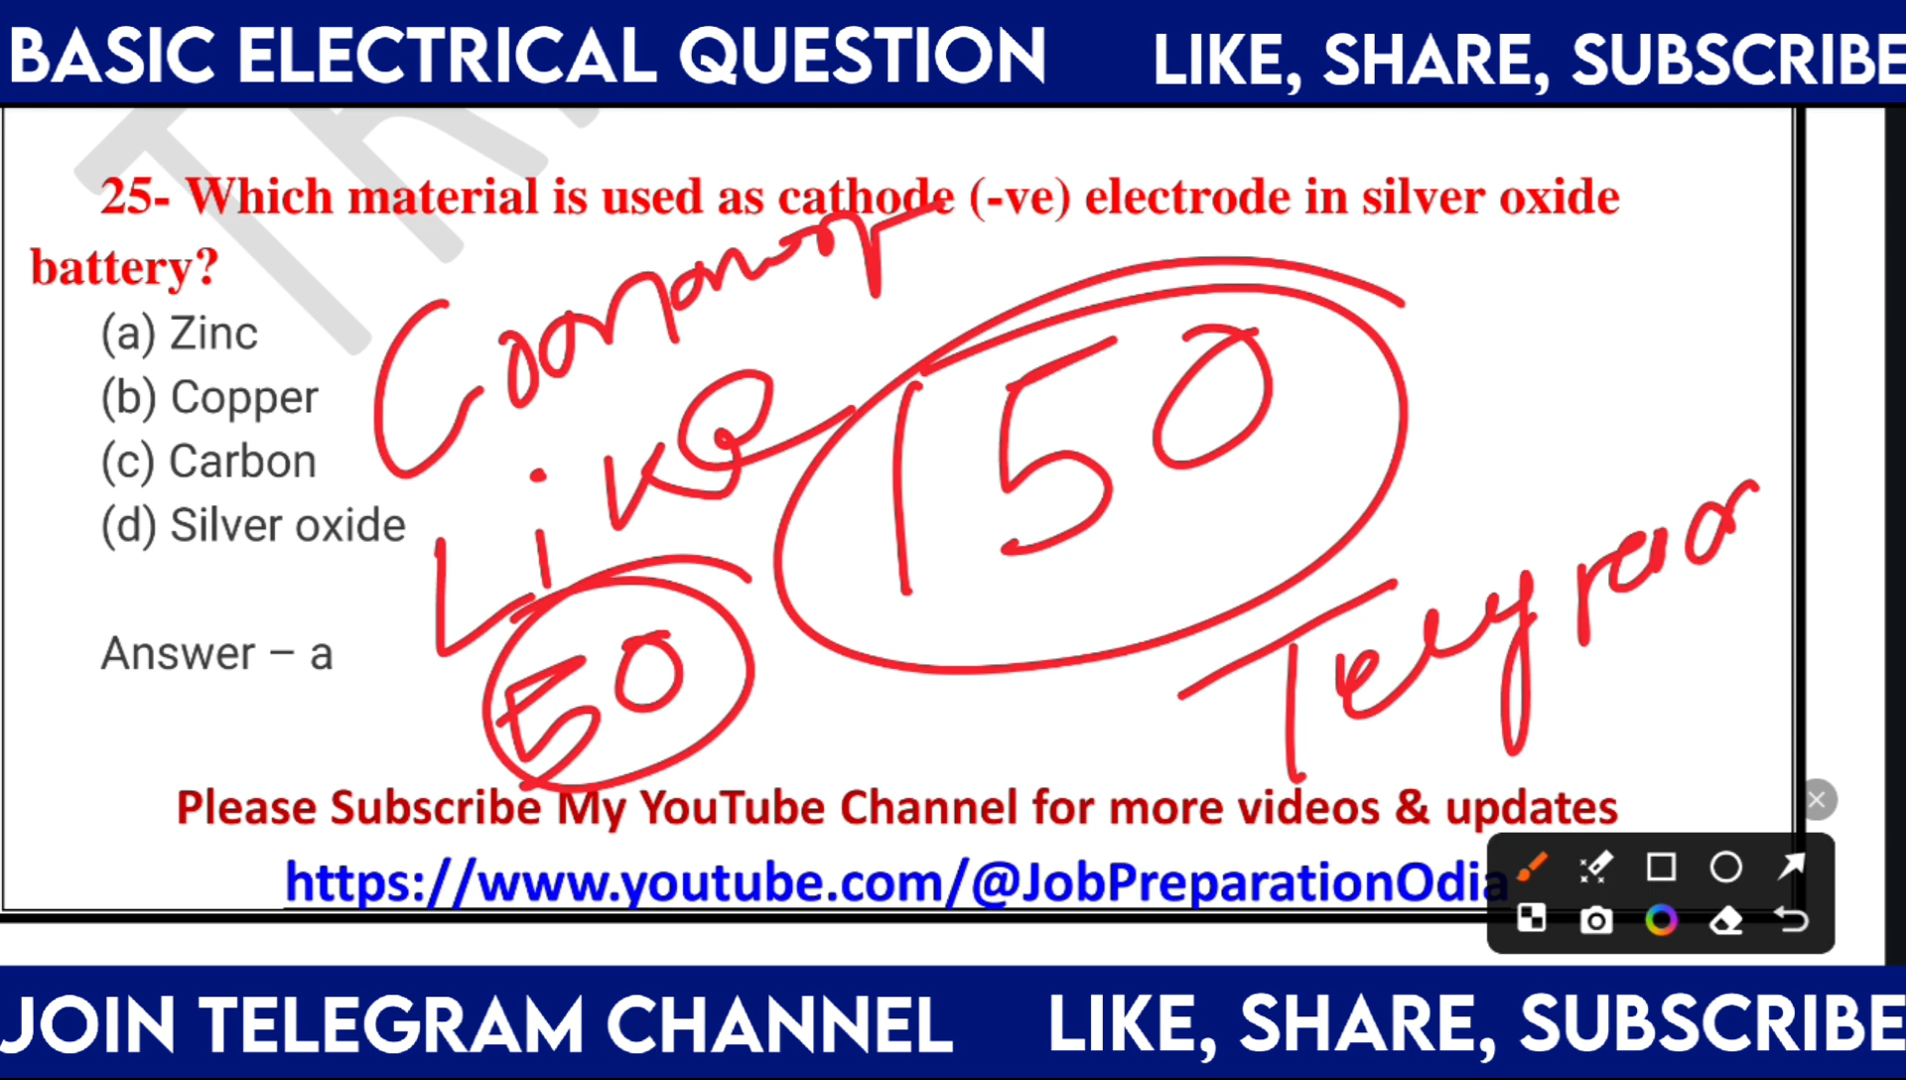 BASIC ELECTRICAL QUESTION LIKE, SHARE, SUBSCRIBE
25- Which material is used as cathode (-ve) electrode in silver oxide
battery?
(a) Zinc
(b) Copper
(c) Carbon
(d) Silver oxide
Like
150
50
Answer – a
Please Subscribe My YouTube Channel for more videos & updates
https://www.youtube.com/@JobPreparationOdia
JOIN TELEGRAM CHANNEL LIKE, SHARE, SUBSCRIBE